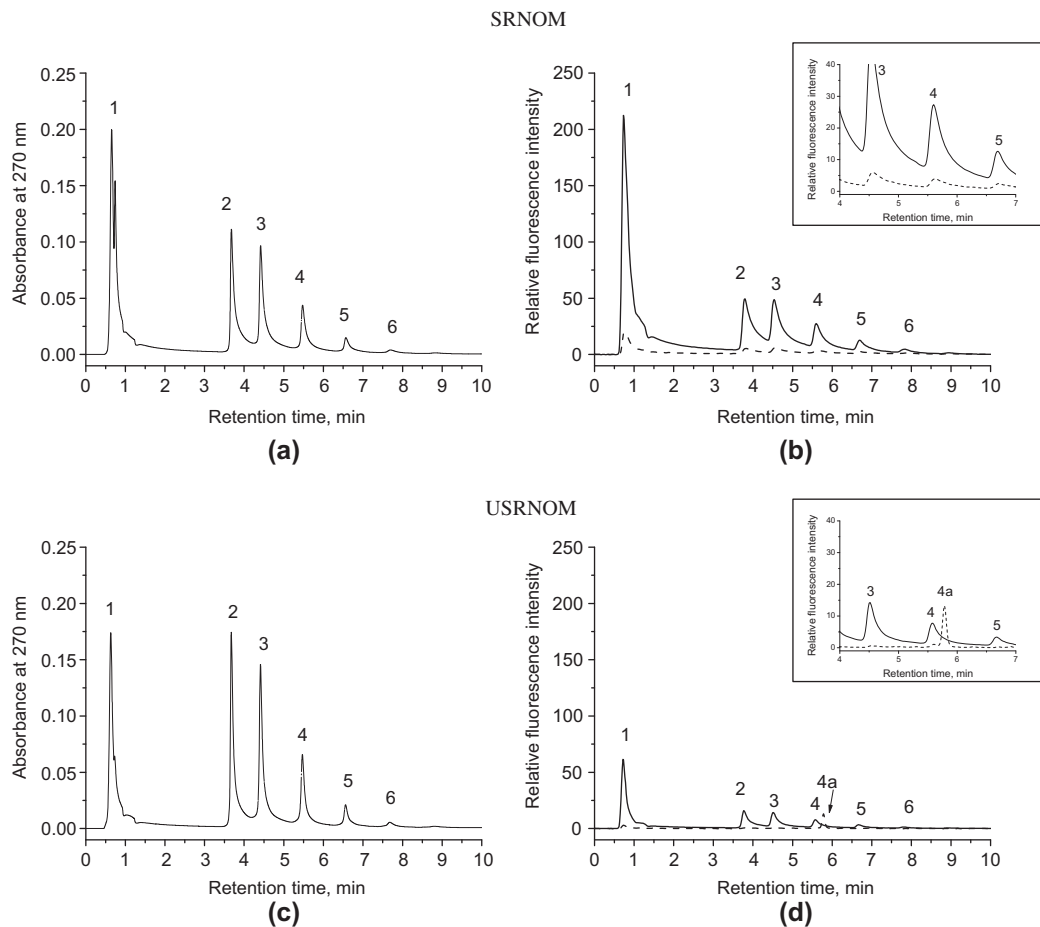 SRNOM
0.25
0.20
0.15
0.10
0.05
0.00
Absorbance at 270 nm
1
2
3
4
5
6
0 1 2 3 4 5 6 7 8 9 10
Retention time, min
(a)
250
200
150
100
50
0
Relative fluorescence intensity
1
2
3
4
5
6
0 1 2 3 4 5 6 7 8 9 10
Retention time, min
(b)
40
30
20
10
0
Relative fluorescence intensity
3
4
5
4 5 6 7
Retention time, min
USRNOM
0.25
0.20
0.15
0.10
0.05
0.00
Absorbance at 270 nm
1
2
3
4
5
6
0 1 2 3 4 5 6 7 8 9 10
Retention time, min
(c)
250
200
150
100
50
0
Relative fluorescence intensity
1
2
3
4
4a
5
6
0 1 2 3 4 5 6 7 8 9 10
Retention time, min
(d)
40
30
20
10
0
Relative fluorescence intensity
3
4
4a
5
4 5 6 7
Retention time, min